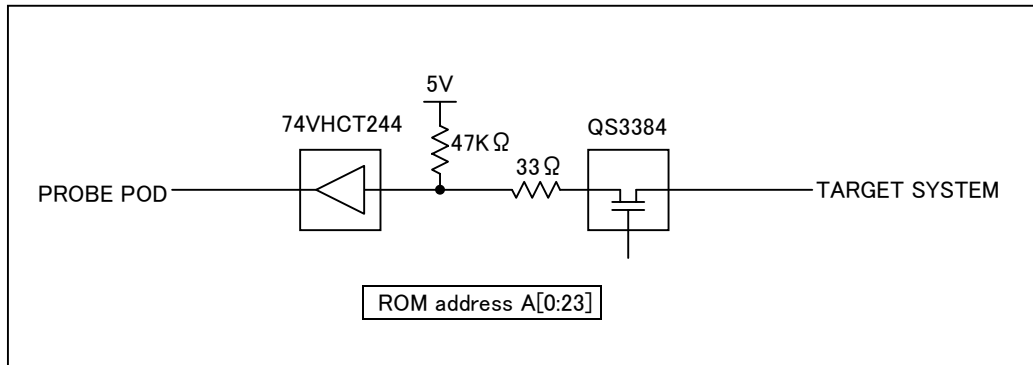 5V
74VHCT244
47KΩ
QS3384
33Ω
PROBE POD
TARGET SYSTEM
ROM address A[0:23]